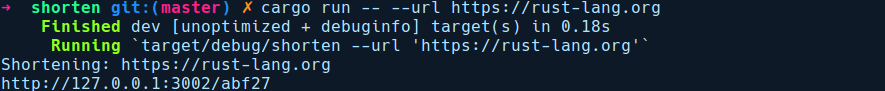 → shorten git:(master) ✗ cargo run -- --url https://rust-lang.org
Finished dev [unoptimized + debuginfo] target(s) in 0.18s
Running `target/debug/shorten --url 'https://rust-lang.org'`
Shortening: https://rust-lang.org
http://127.0.0.1:3002/abf27